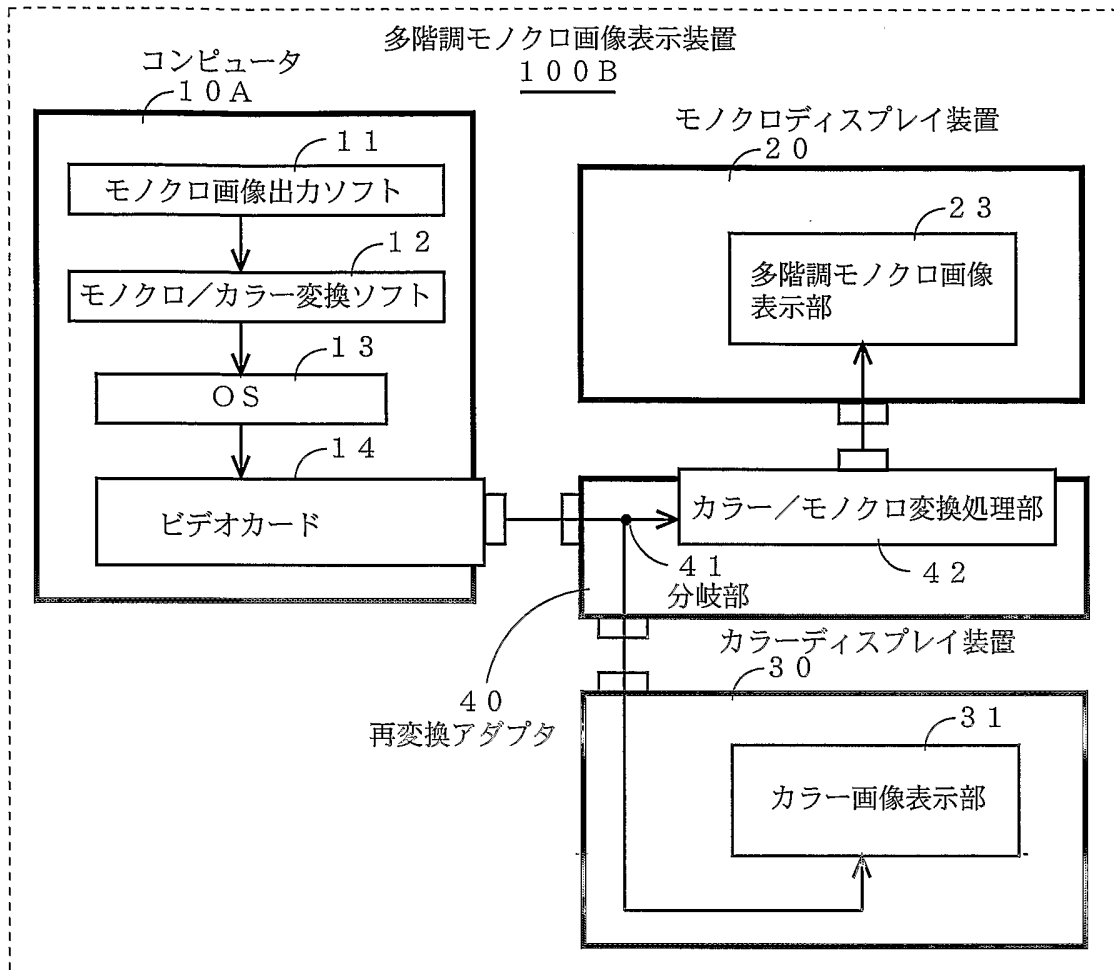 多階調モノクロ画像表示装置
１００B
コンピュータ
１０A
１１
モノクロ画像出力ソフト
１２
モノクロ／カラー変換ソフト
１３
OS
１４
ビデオカード
モノクロディスプレイ装置
２０
２３
多階調モノクロ画像
表示部
カラー／モノクロ変換処理部
４１
分岐部
４２
４０
再変換アダプタ
カラーディスプレイ装置
３０
３１
カラー画像表示部